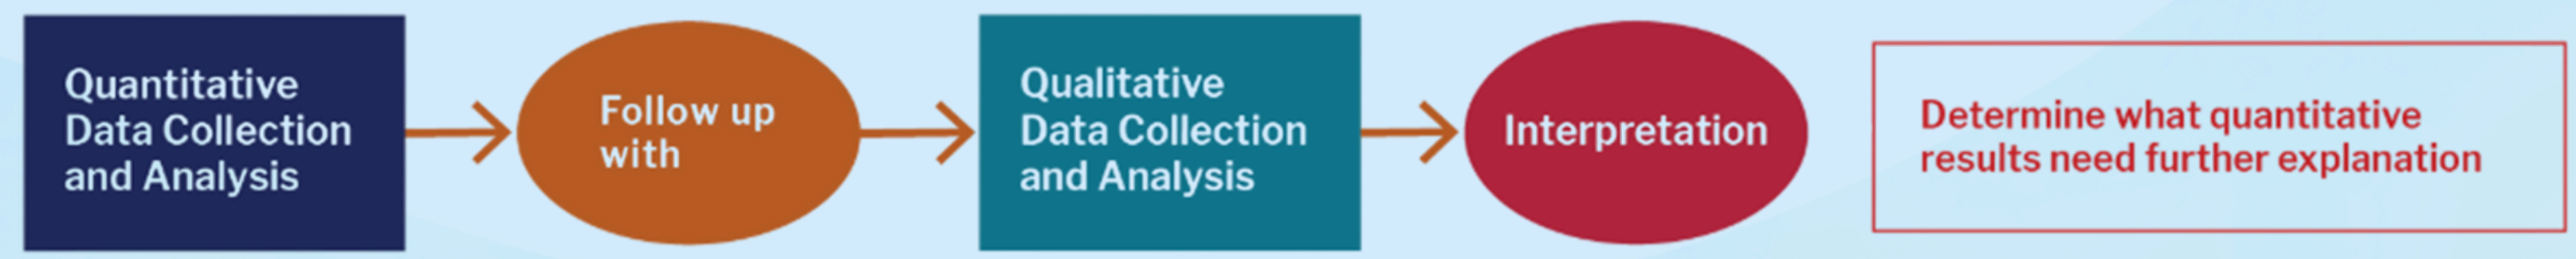 Quantitative
Data Collection
and Analysis
Follow up
with
Qualitative
Data Collection
and Analysis
Interpretation
Determine what quantitative
results need further explanation